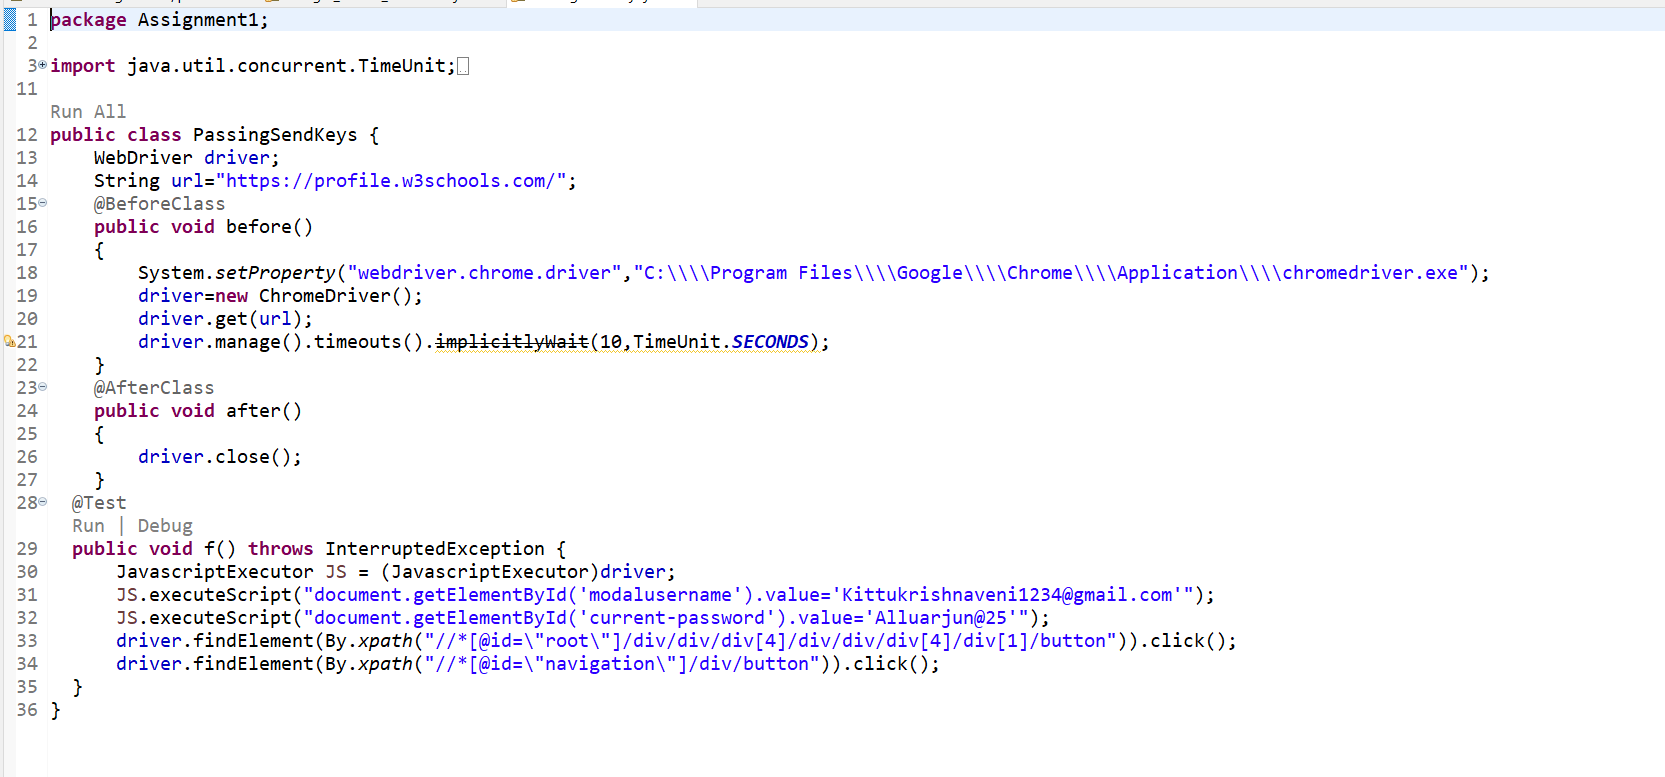 1 package Assignment1;
2
3 import java.util.concurrent.TimeUnit;
11
Run All
12 public class PassingSendKeys {
13     WebDriver driver;
14     String url="https://profile.w3schools.com/";
15     @BeforeClass
16     public void before()
17     {
18         System.setProperty("webdriver.chrome.driver","C:\\\\Program Files\\\\Google\\\\Chrome\\\\Application\\\\chromedriver.exe");
19         driver=new ChromeDriver();
20         driver.get(url);
21         driver.manage().timeouts().implicitlyWait(10,TimeUnit.SECONDS);
22     }
23     @AfterClass
24     public void after()
25     {
26         driver.close();
27     }
28   @Test
Run | Debug
29   public void f() throws InterruptedException {
30       JavascriptExecutor JS = (JavascriptExecutor)driver;
31       JS.executeScript("document.getElementById('modalusername').value='Kittukrishnaveni1234@gmail.com'");
32       JS.executeScript("document.getElementById('current-password').value='Alluarjun@25'");
33       driver.findElement(By.xpath("//*[@id=\"root\"]/div/div/div[4]/div/div/div[4]/div[1]/button")).click();
34       driver.findElement(By.xpath("//*[@id=\"navigation\"]/div/button")).click();
35   }
36 }